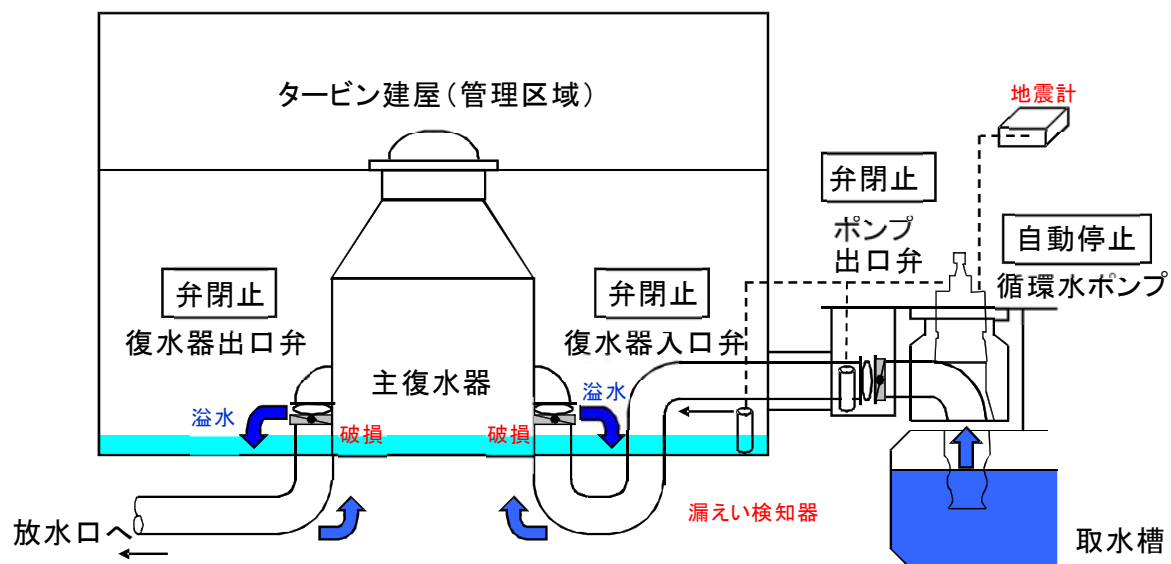 タービン建屋(管理区域)
地震計
弁閉止
ポンプ
出口弁
自動停止
循環水ポンプ
弁閉止
復水器出口弁
弁閉止
復水器入口弁
主復水器
溢水
破損
破損
溢水
漏えい検知器
放水口へ
取水槽